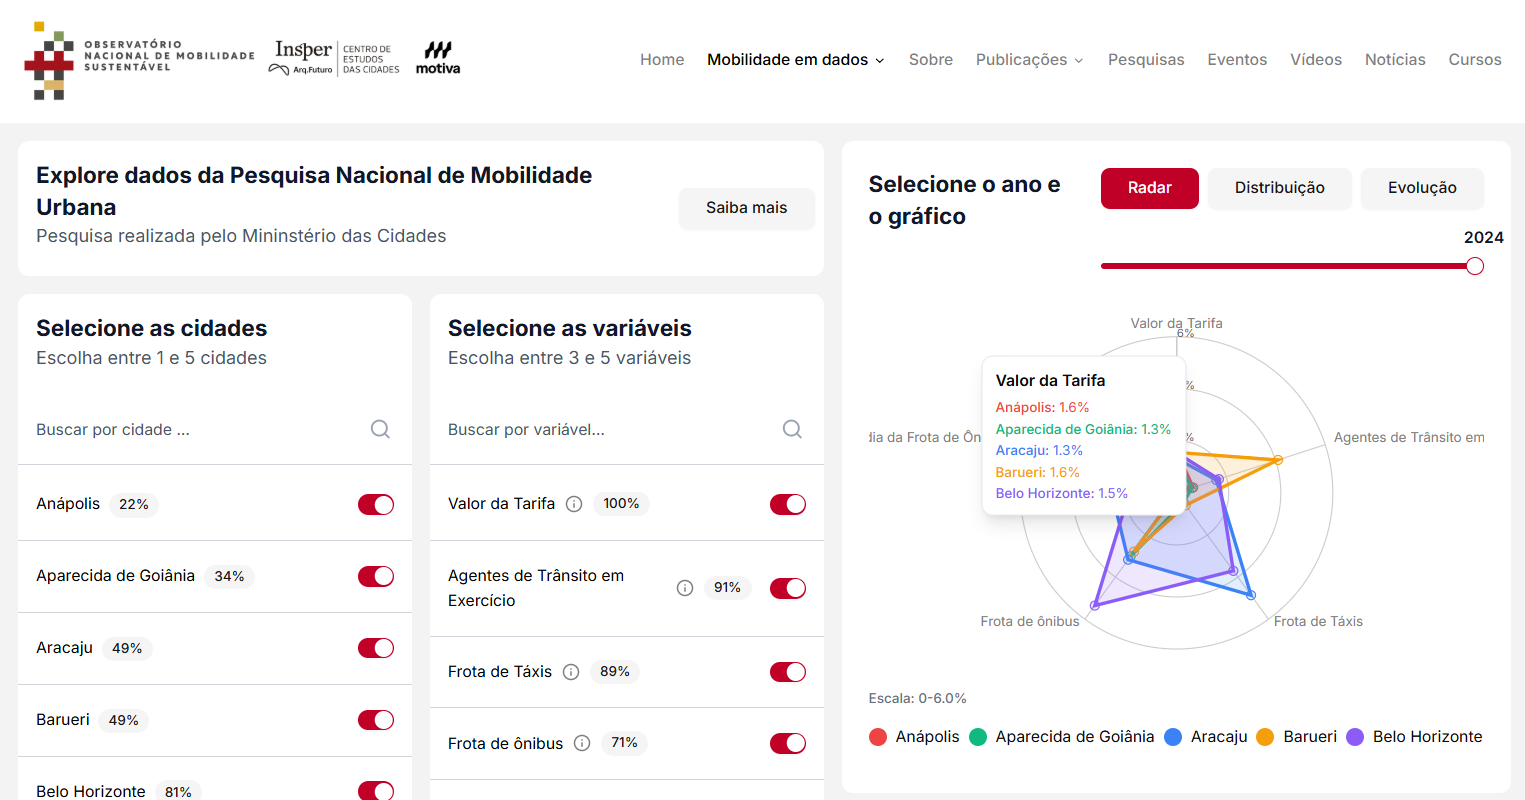 OBSERVATÓRIO
NACIONAL DE MOBILIDADE
SUSTENTÁVEL
Insper
Arq.Futuro
CENTRO DE
ESTUDOS
DAS CIDADES
motiva
Home
Mobilidade em dados
Sobre
Publicações
Pesquisas
Eventos
Vídeos
Notícias
Cursos
Explore dados da Pesquisa Nacional de Mobilidade
Urbana
Pesquisa realizada pelo Mininstério das Cidades
Saiba mais
Selecione as cidades
Escolha entre 1 e 5 cidades
Buscar por cidade ...
Anápolis 22%
Aparecida de Goiânia 34%
Aracaju 49%
Barueri 49%
Belo Horizonte 81%
Selecione as variáveis
Escolha entre 3 e 5 variáveis
Buscar por variável...
Valor da Tarifa 100%
Agentes de Trânsito em
Exercício 91%
Frota de Táxis 89%
Frota de ônibus 71%
Selecione o ano e
o gráfico
Radar
Distribuição
Evolução
2024
Valor da Tarifa
6%
%
%
Valor da Tarifa
Anápolis: 1.6%
Aparecida de Goiânia: 1.3%
Aracaju: 1.3%
Barueri: 1.6%
Belo Horizonte: 1.5%
dia da Frota de Ôn
Agentes de Trânsito em
Frota de ônibus
Frota de Táxis
Escala: 0-6.0%
Anápolis
Aparecida de Goiânia
Aracaju
Barueri
Belo Horizonte